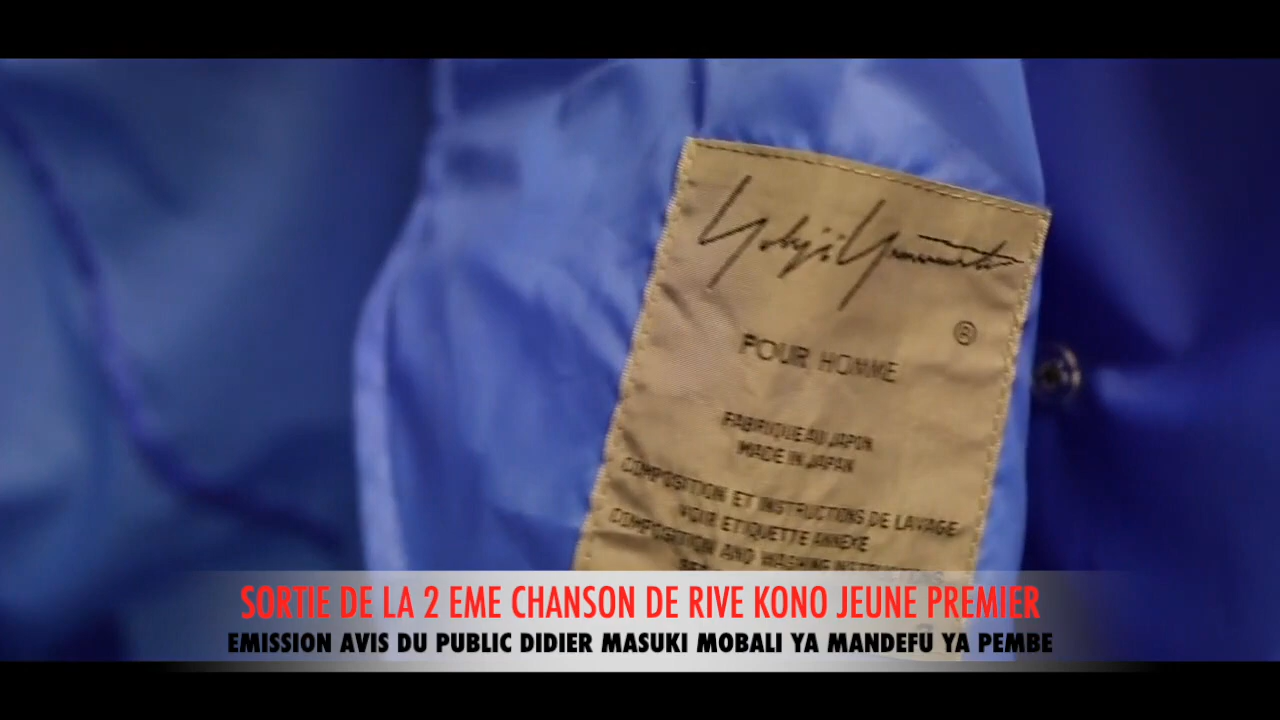 Yohji Yamamoto
®
POUR HOMME
FABRIQUE AU JAPON
MADE IN JAPAN
COMPOSITION ET INSTRUCTIONS DE LAVAGE
VOIR ETIQUETTE ANNEXE
COMPOSITION AND WASHING INSTRUCTIONS
SORTIE DE LA 2 EME CHANSON DE RIVE KONO JEUNE PREMIER
EMISSION AVIS DU PUBLIC DIDIER MASUKI MOBALI YA MANDEFU YA PEMBE